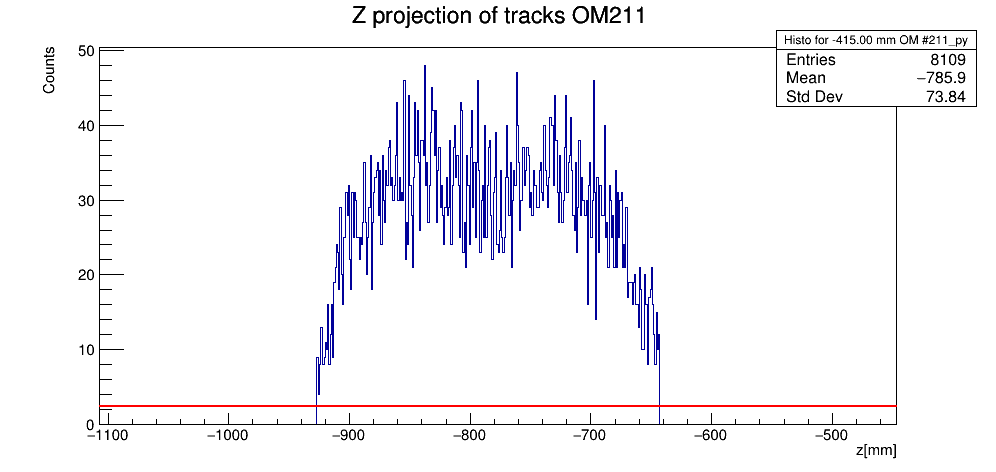 Z projection of tracks OM211
Histo for -415.00 mm OM #211_py
Entries 8109
Mean −785.9
Std Dev 73.84
Counts
50
40
30
20
10
0
−1100 −1000 −900 −800 −700 −600 −500
z[mm]